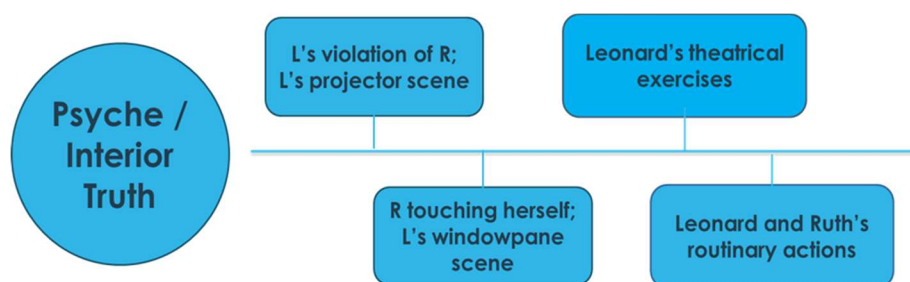 Psyche /
Interior
Truth
L's violation of R;
L's projector scene
Leonard's theatrical
exercises
R touching herself;
L's windowpane
scene
Leonard and Ruth's
routinary actions